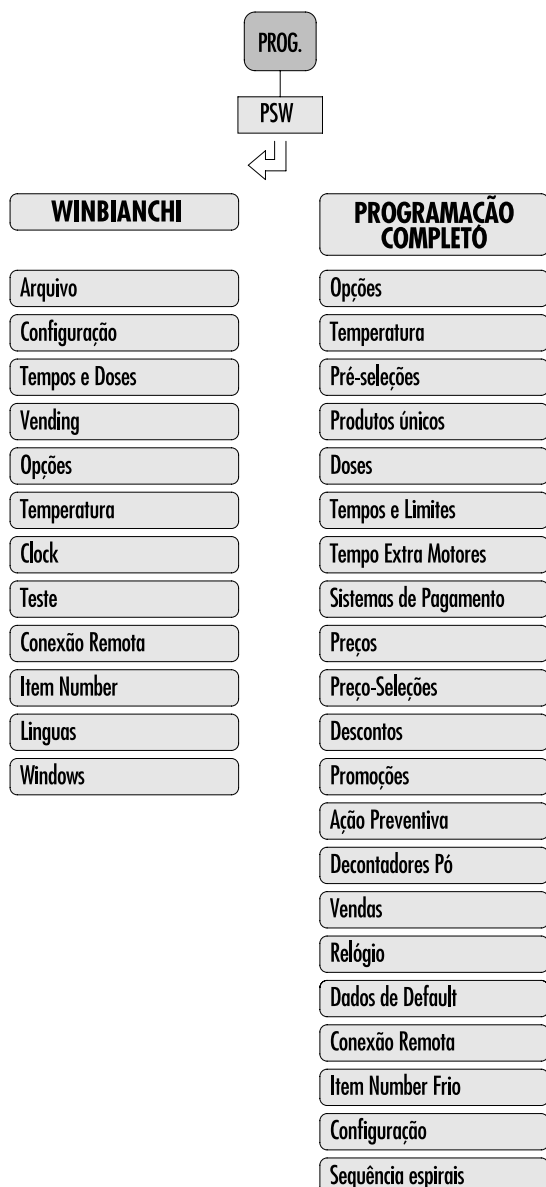 PROG.
PSW
WINBIANCHI
Arquivo
Configuração
Tempos e Doses
Vending
Opções
Temperatura
Clock
Teste
Conexão Remota
Item Number
Linguas
Windows
PROGRAMAÇÃO
COMPLETO
Opções
Temperatura
Pré-seleções
Produtos únicos
Doses
Tempos e Limites
Tempo Extra Motores
Sistemas de Pagamento
Preços
Preço-Seleções
Descontos
Promoções
Ação Preventiva
Decontadores Pó
Vendas
Relógio
Dados de Default
Conexão Remota
Item Number Frio
Configuração
Sequência espirais